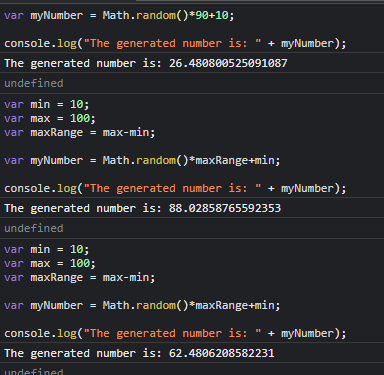 var myNumber = Math.random()*90+10;
console.log("The generated number is: " + myNumber);
The generated number is: 26.480800525091087
undefined
var min = 10;
var max = 100;
var maxRange = max-min;
var myNumber = Math.random()*maxRange+min;
console.log("The generated number is: " + myNumber);
The generated number is: 88.02858765592353
undefined
var min = 10;
var max = 100;
var maxRange = max-min;
var myNumber = Math.random()*maxRange+min;
console.log("The generated number is: " + myNumber);
The generated number is: 62.4806208582231
undefined